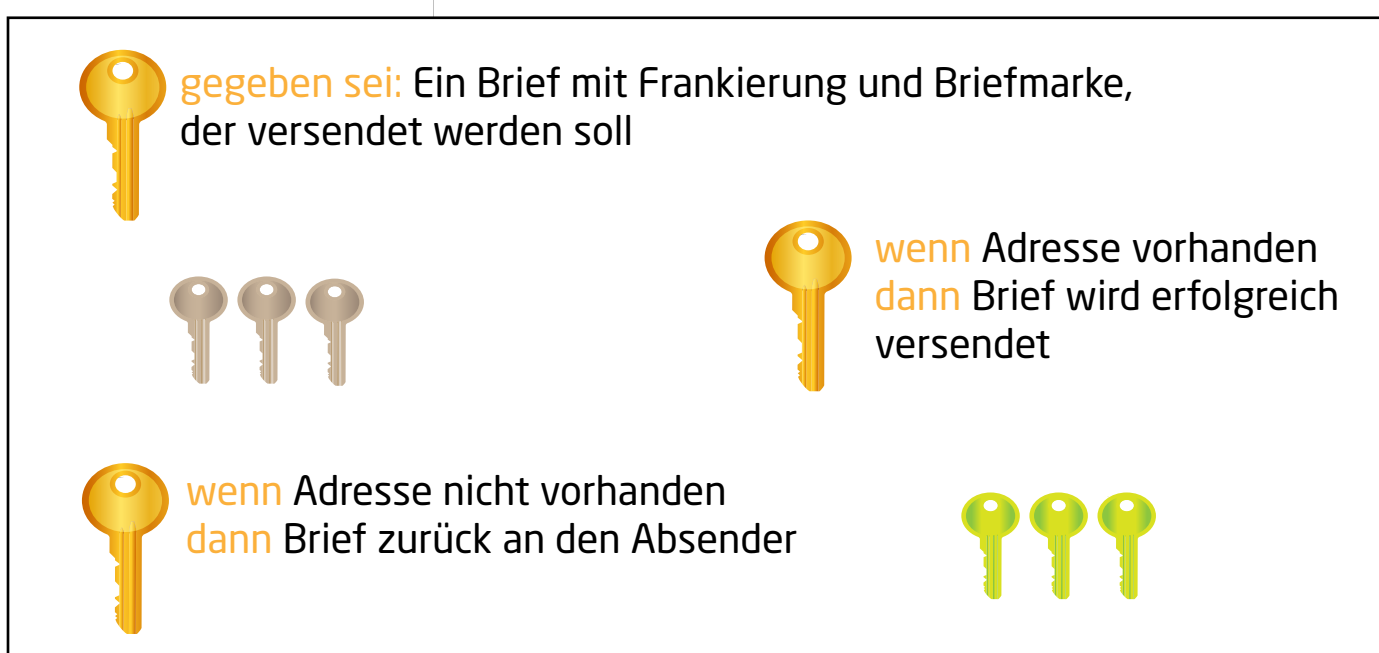 gegeben sei: Ein Brief mit Frankierung und Briefmarke,
der versendet werden soll
wenn Adresse vorhanden
dann Brief wird erfolgreich
versendet
wenn Adresse nicht vorhanden
dann Brief zurück an den Absender